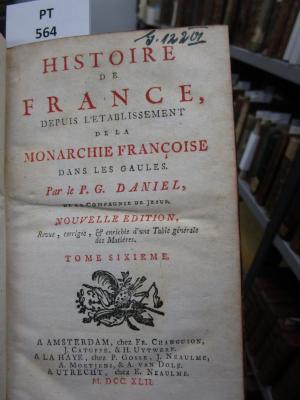 PT
564
HISTOIRE
DE
FRANCE,
DEPUIS L'ETABLISSEMENT
DE LA
MONARCHIE FRANÇOISE
DANS LES GAULES.
Par le P. G. DANIEL,
DE LA COMPAGNIE DE JESUS.
NOUVELLE EDITION,
Revue, corrigée, & enrichie d'une Table générale
des Matières.
TOME SIXIEME.
A AMSTERDAM, chez FR. CHANGUION,
J. CATUFFE, & H. UYTWERF.
A LA HAYE, chez P. GOSSE, J. NEAULME,
A. MOETJENS, & A. VAN DOLE.
A UTRECHT, chez E. NEAULME.
M. DCC. XLII.